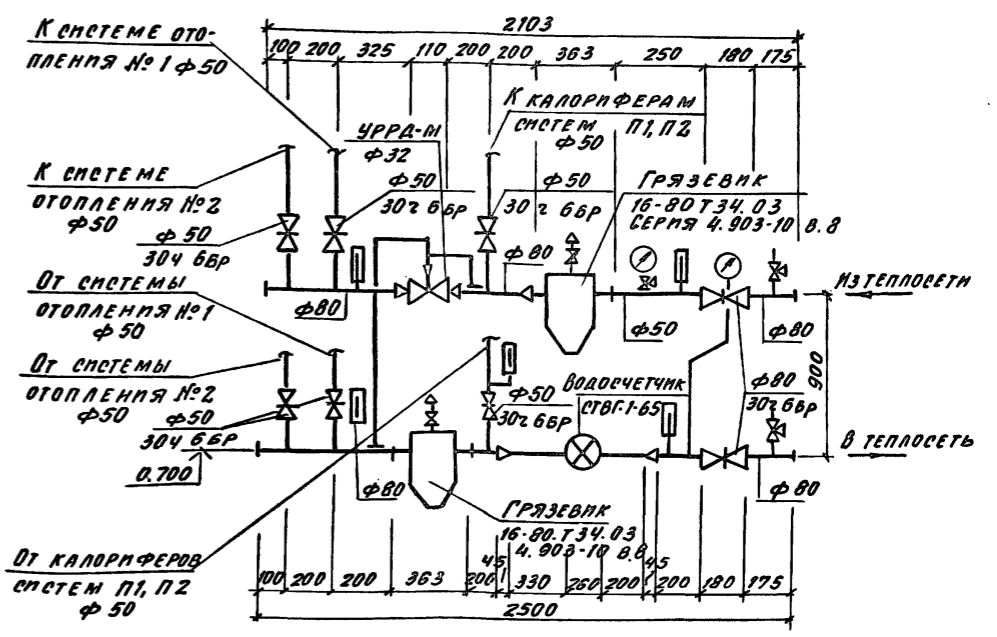 2103
100 200 325 110 200 200 363 250 180 175
К СИСТЕМЕ ОТО-
ПЛЕНИЯ № 1 Ф50
К КАЛОРИФЕРАМ
СИСТЕМ П1, П2
Ф50
УРРД-М
Ф32
К СИСТЕМЕ
ОТОПЛЕНИЯ №2
Ф50
Ф50
30ч 6БР
Ф50
30ч 6БР
Ф50
30ч 6БР
ГРЯЗЕВИК
16-80 Т34.03
СЕРИЯ 4.903-10 В.8
Ф80
ОТ СИСТЕМЫ
ОТОПЛЕНИЯ №1
Ф50
Ф80
Ф50
Ф80
ИЗ ТЕПЛОСЕТИ
900
ОТ СИСТЕМЫ
ОТОПЛЕНИЯ №2
Ф50
Ф50
30ч 6БР
Ф50
30ч 6БР
ВОДОСЧЕТЧИК
СТВГ.1-65
Ф80
30ч 6БР
В ТЕПЛОСЕТЬ
0.700
Ф80
Ф80
ГРЯЗЕВИК
16-80.Т34.03
4.903-10 В.8
ОТ КАЛОРИФЕРОВ
СИСТЕМ П1, П2
Ф50
100 200 200 363 200 45 330 260 200 45 200 180 175
2500